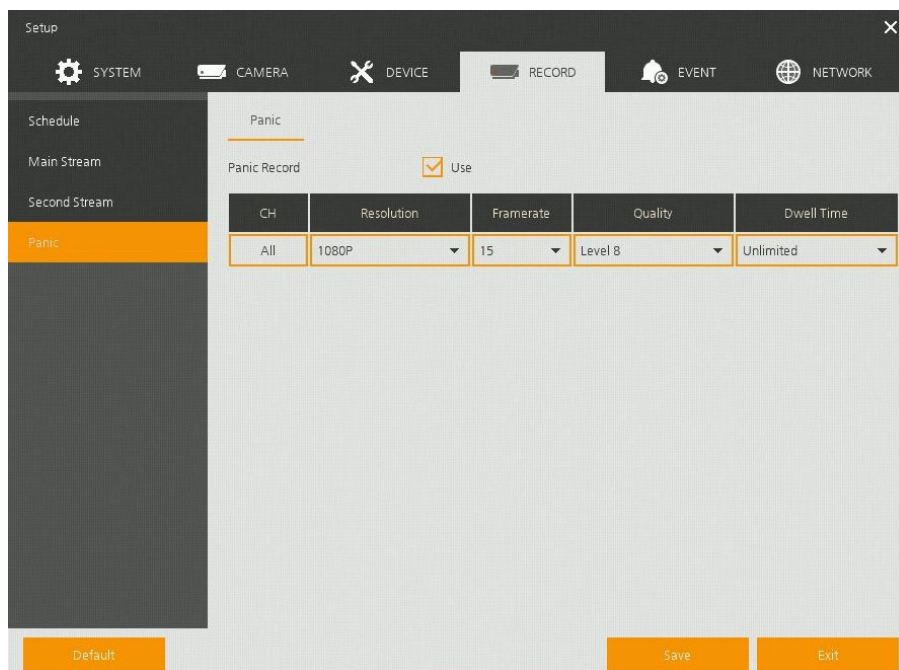 Setup
SYSTEM CAMERA DEVICE RECORD EVENT NETWORK
Schedule
Main Stream
Second Stream
Panic
Panic
Panic Record Use
CH Resolution Framerate Quality Dwell Time
All 1080P 15 Level 8 Unlimited
Default Save Exit